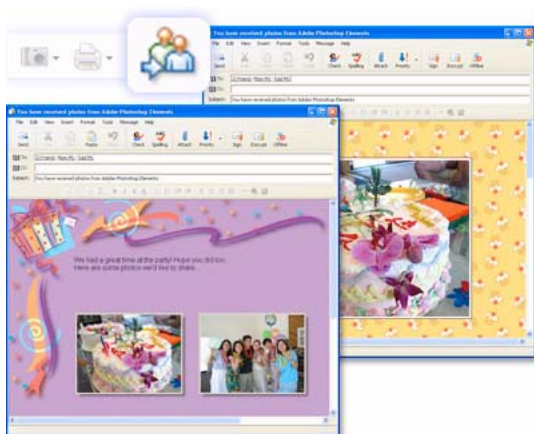 You have received photos from Adobe Photoshop Elements
File Edit View Insert Format Tools Message Help
Send Cut Copy Paste Undo Check Spelling Attach Priority Sign Encrypt Offline
To:
Cc:
Subject: You have received photos from Adobe Photoshop Elements
You have received photos from Adobe Photoshop Elements
File Edit View Insert Format Tools Message Help
Send Cut Copy Paste Undo Check Spelling Attach Priority Sign Encrypt Offline
To:
Cc:
Subject: You have received photos from Adobe Photoshop Elements
We had a great time at the party! Hope you did too.
Here are some photos we'd like to share...